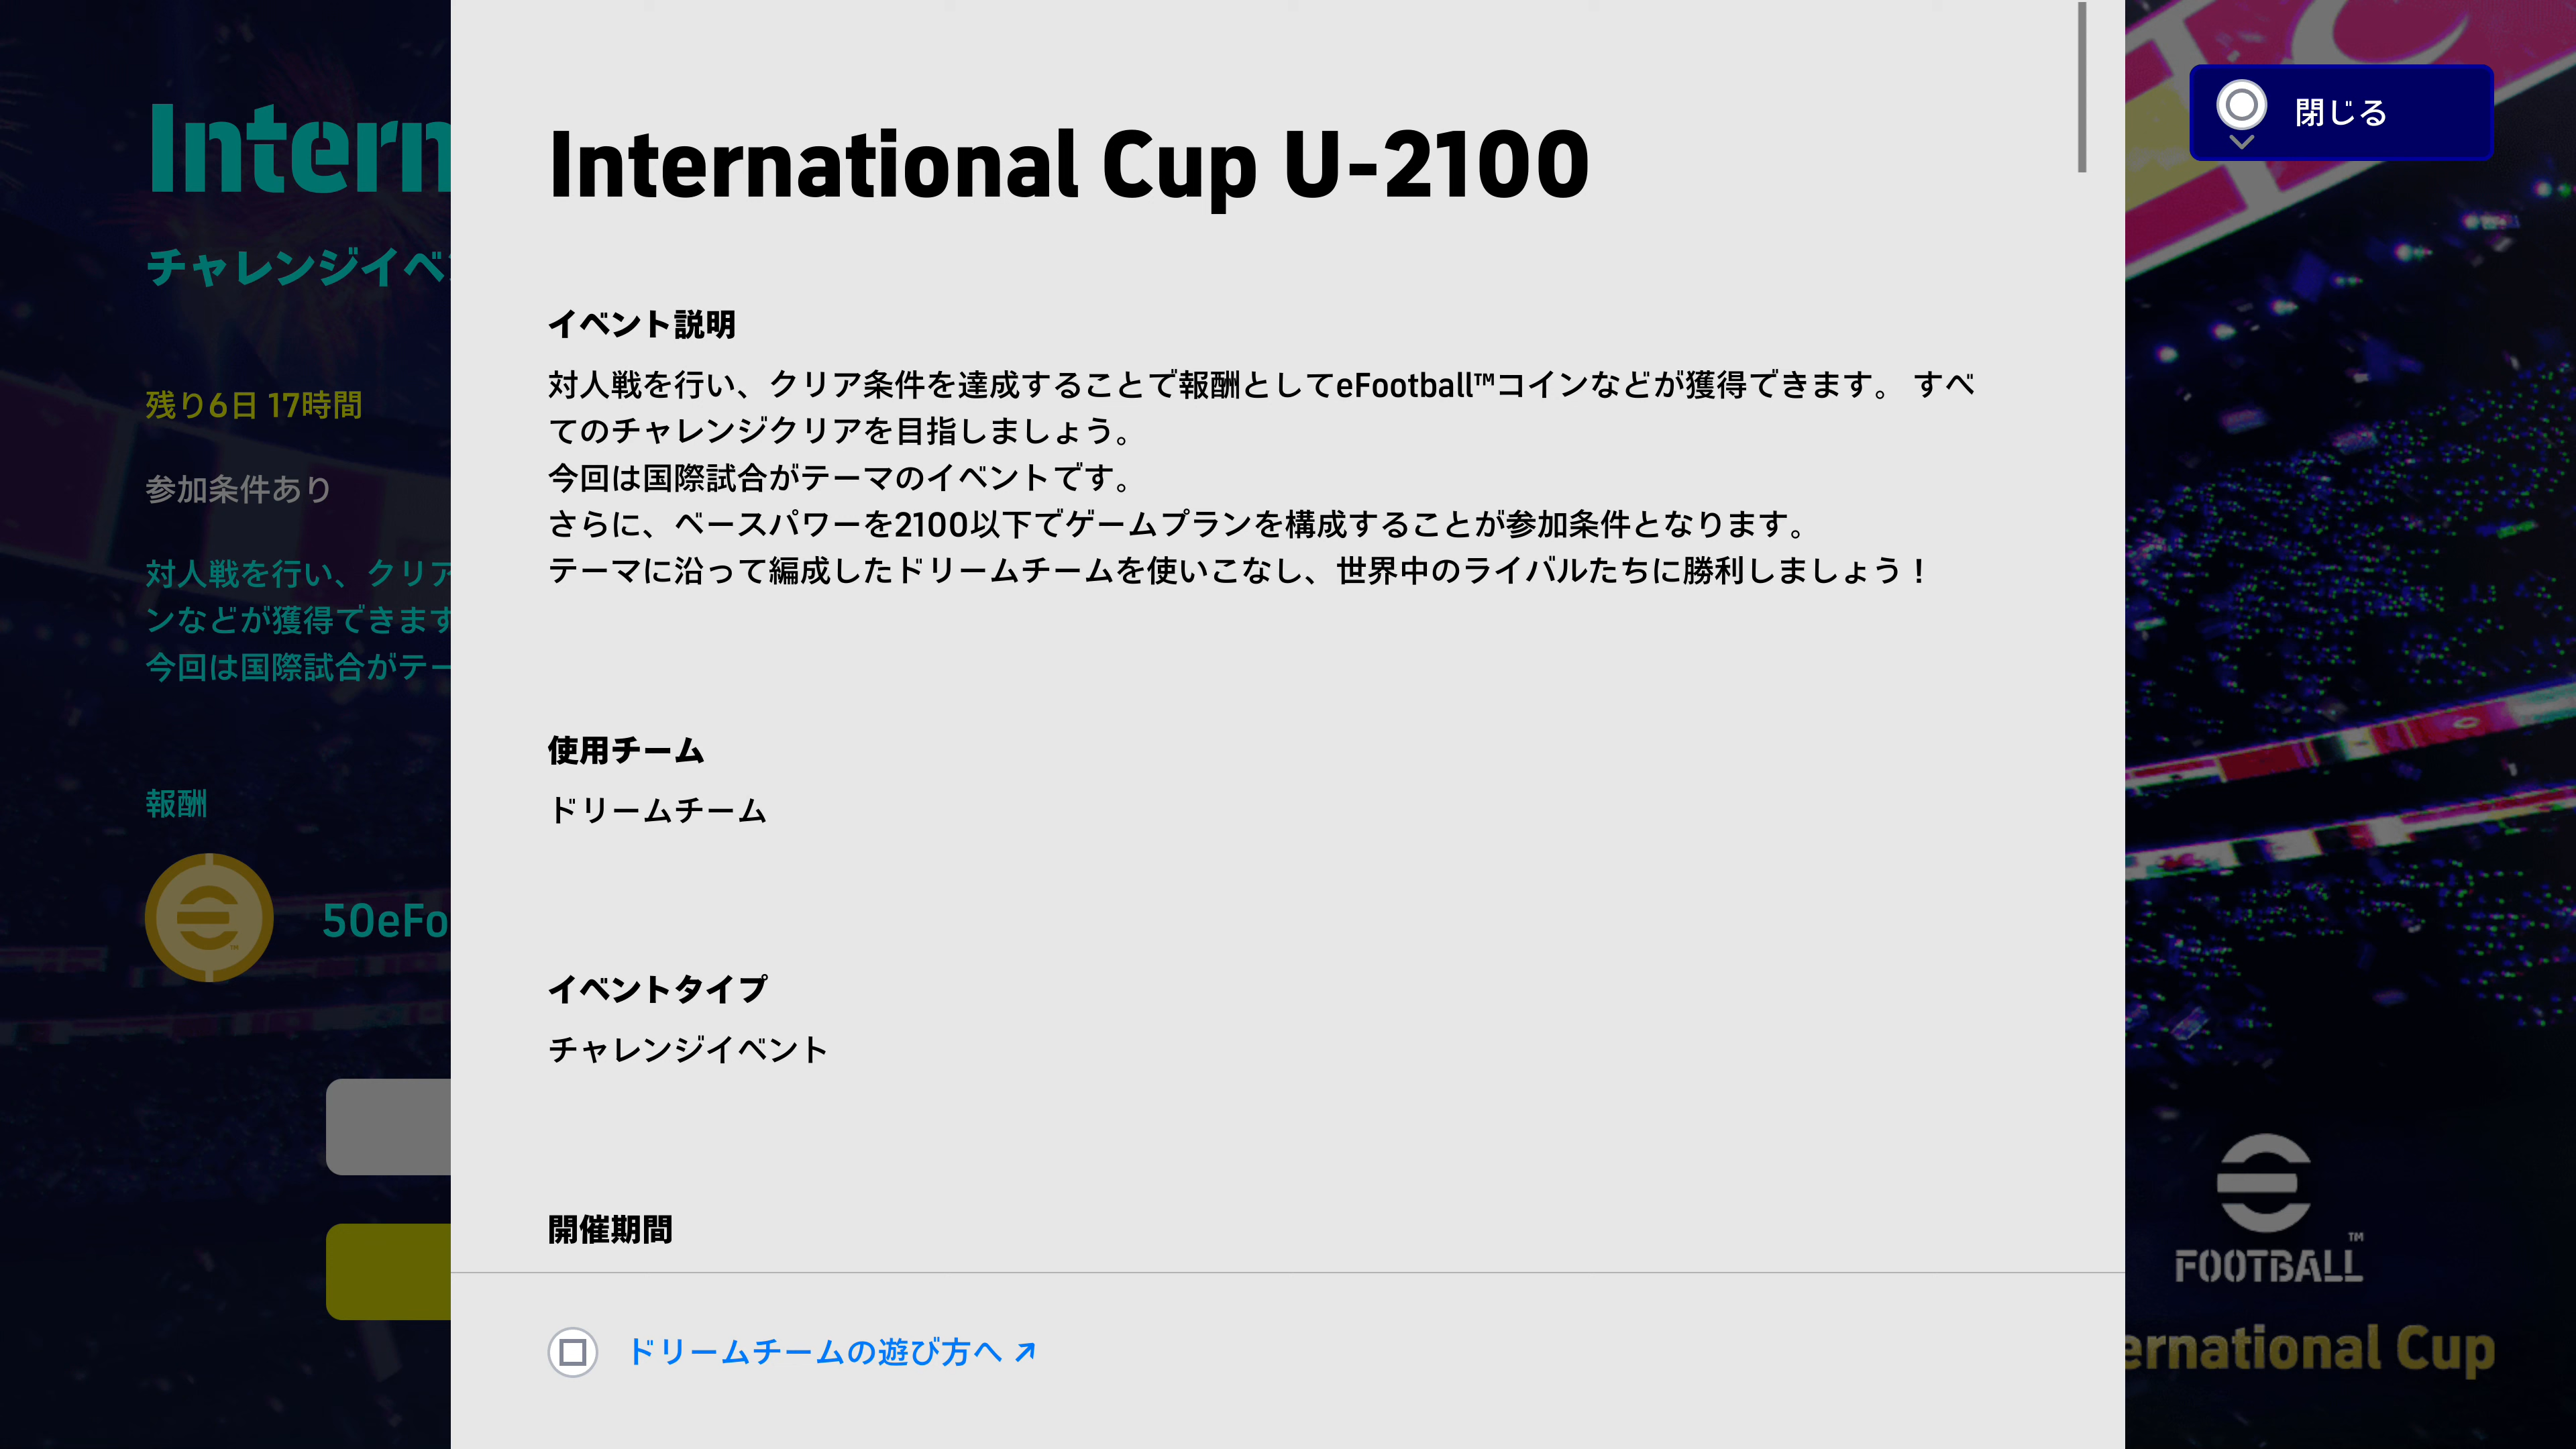 Intern
チャレンジイベ
残り6日 17時間
参加条件あり
対人戦を行い、クリア
ンなどが獲得できます
今回は国際試合がテー
報酬
50eFo
International Cup U-2100
イベント説明
対人戦を行い、クリア条件を達成することで報酬としてeFootball™コインなどが獲得できます。 すべ
てのチャレンジクリアを目指しましょう。
今回は国際試合がテーマのイベントです。
さらに、ベースパワーを2100以下でゲームプランを構成することが参加条件となります。
テーマに沿って編成したドリームチームを使いこなし、世界中のライバルたちに勝利しましょう！
使用チーム
ドリームチーム
イベントタイプ
チャレンジイベント
開催期間
ドリームチームの遊び方へ
閉じる
FOOTBALL™
ernational Cup